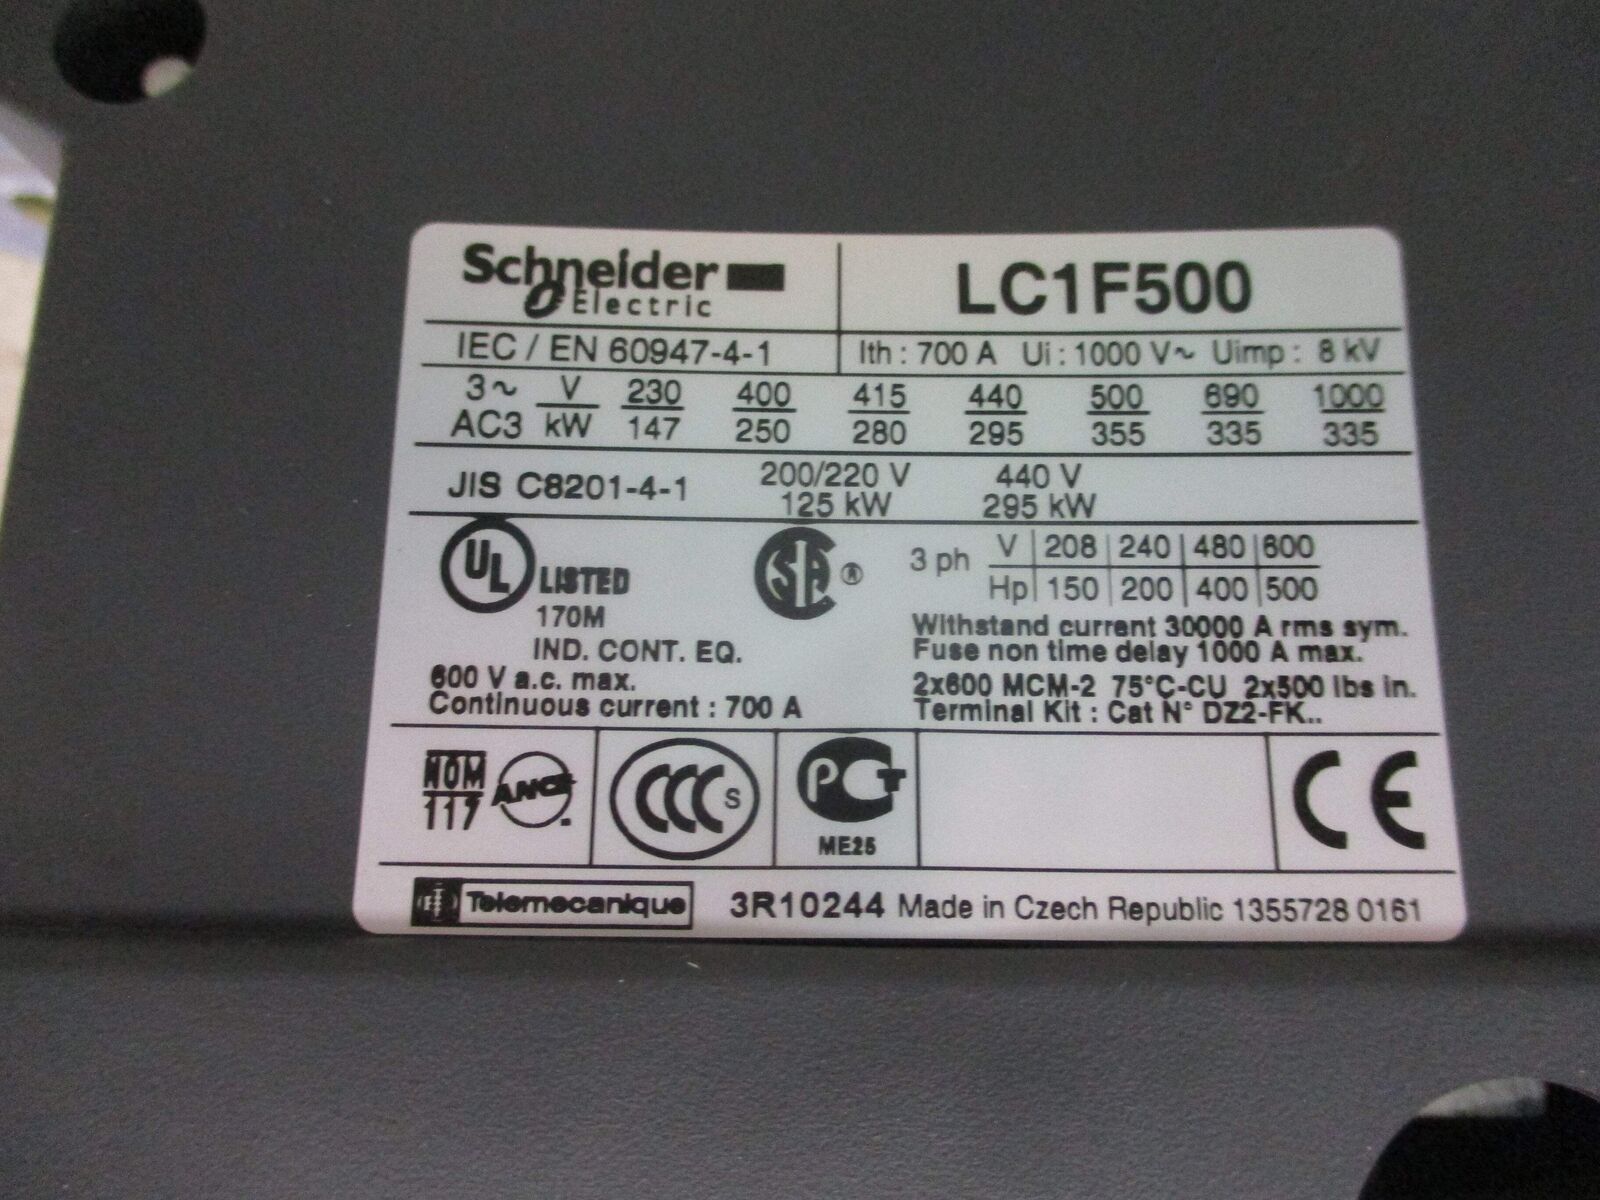 Schneider Electric
LC1F500
IEC / EN 60947-4-1
Ith : 700 A Ui : 1000 V~ Uimp : 8 kV
3~ V 230 400 415 440 500 690 1000
AC3 kW 147 250 280 295 355 335 335
JIS C8201-4-1
200/220 V 440 V
125 kW 295 kW
UL LISTED
170M
IND. CONT. EQ.
600 V a.c. max.
Continuous current : 700 A
SA ®
3 ph V 208 240 480 600
Hp 150 200 400 500
Withstand current 30000 A rms sym.
Fuse non time delay 1000 A max.
2x600 MCM-2 75°C-CU 2x500 lbs in.
Terminal Kit : Cat N° DZ2-FK..
NOM
117
ANCE
CCC S
PCT
ME25
CE
Telemecanique
3R10244 Made in Czech Republic 1355728 0161